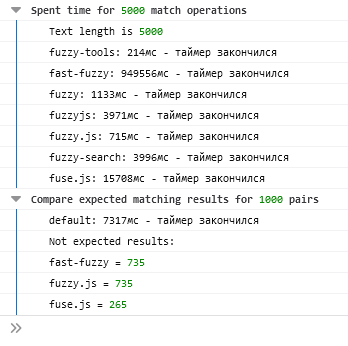 Spent time for 5000 match operations
Text length is 5000
fuzzy-tools: 214мс - таймер закончился
fast-fuzzy: 949556мс - таймер закончился
fuzzy: 1133мс - таймер закончился
fuzzyjs: 3971мс - таймер закончился
fuzzy.js: 715мс - таймер закончился
fuzzy-search: 3996мс - таймер закончился
fuse.js: 15708мс - таймер закончился
Compare expected matching results for 1000 pairs
default: 7317мс - таймер закончился
Not expected results:
fast-fuzzy = 735
fuzzy.js = 735
fuse.js = 265